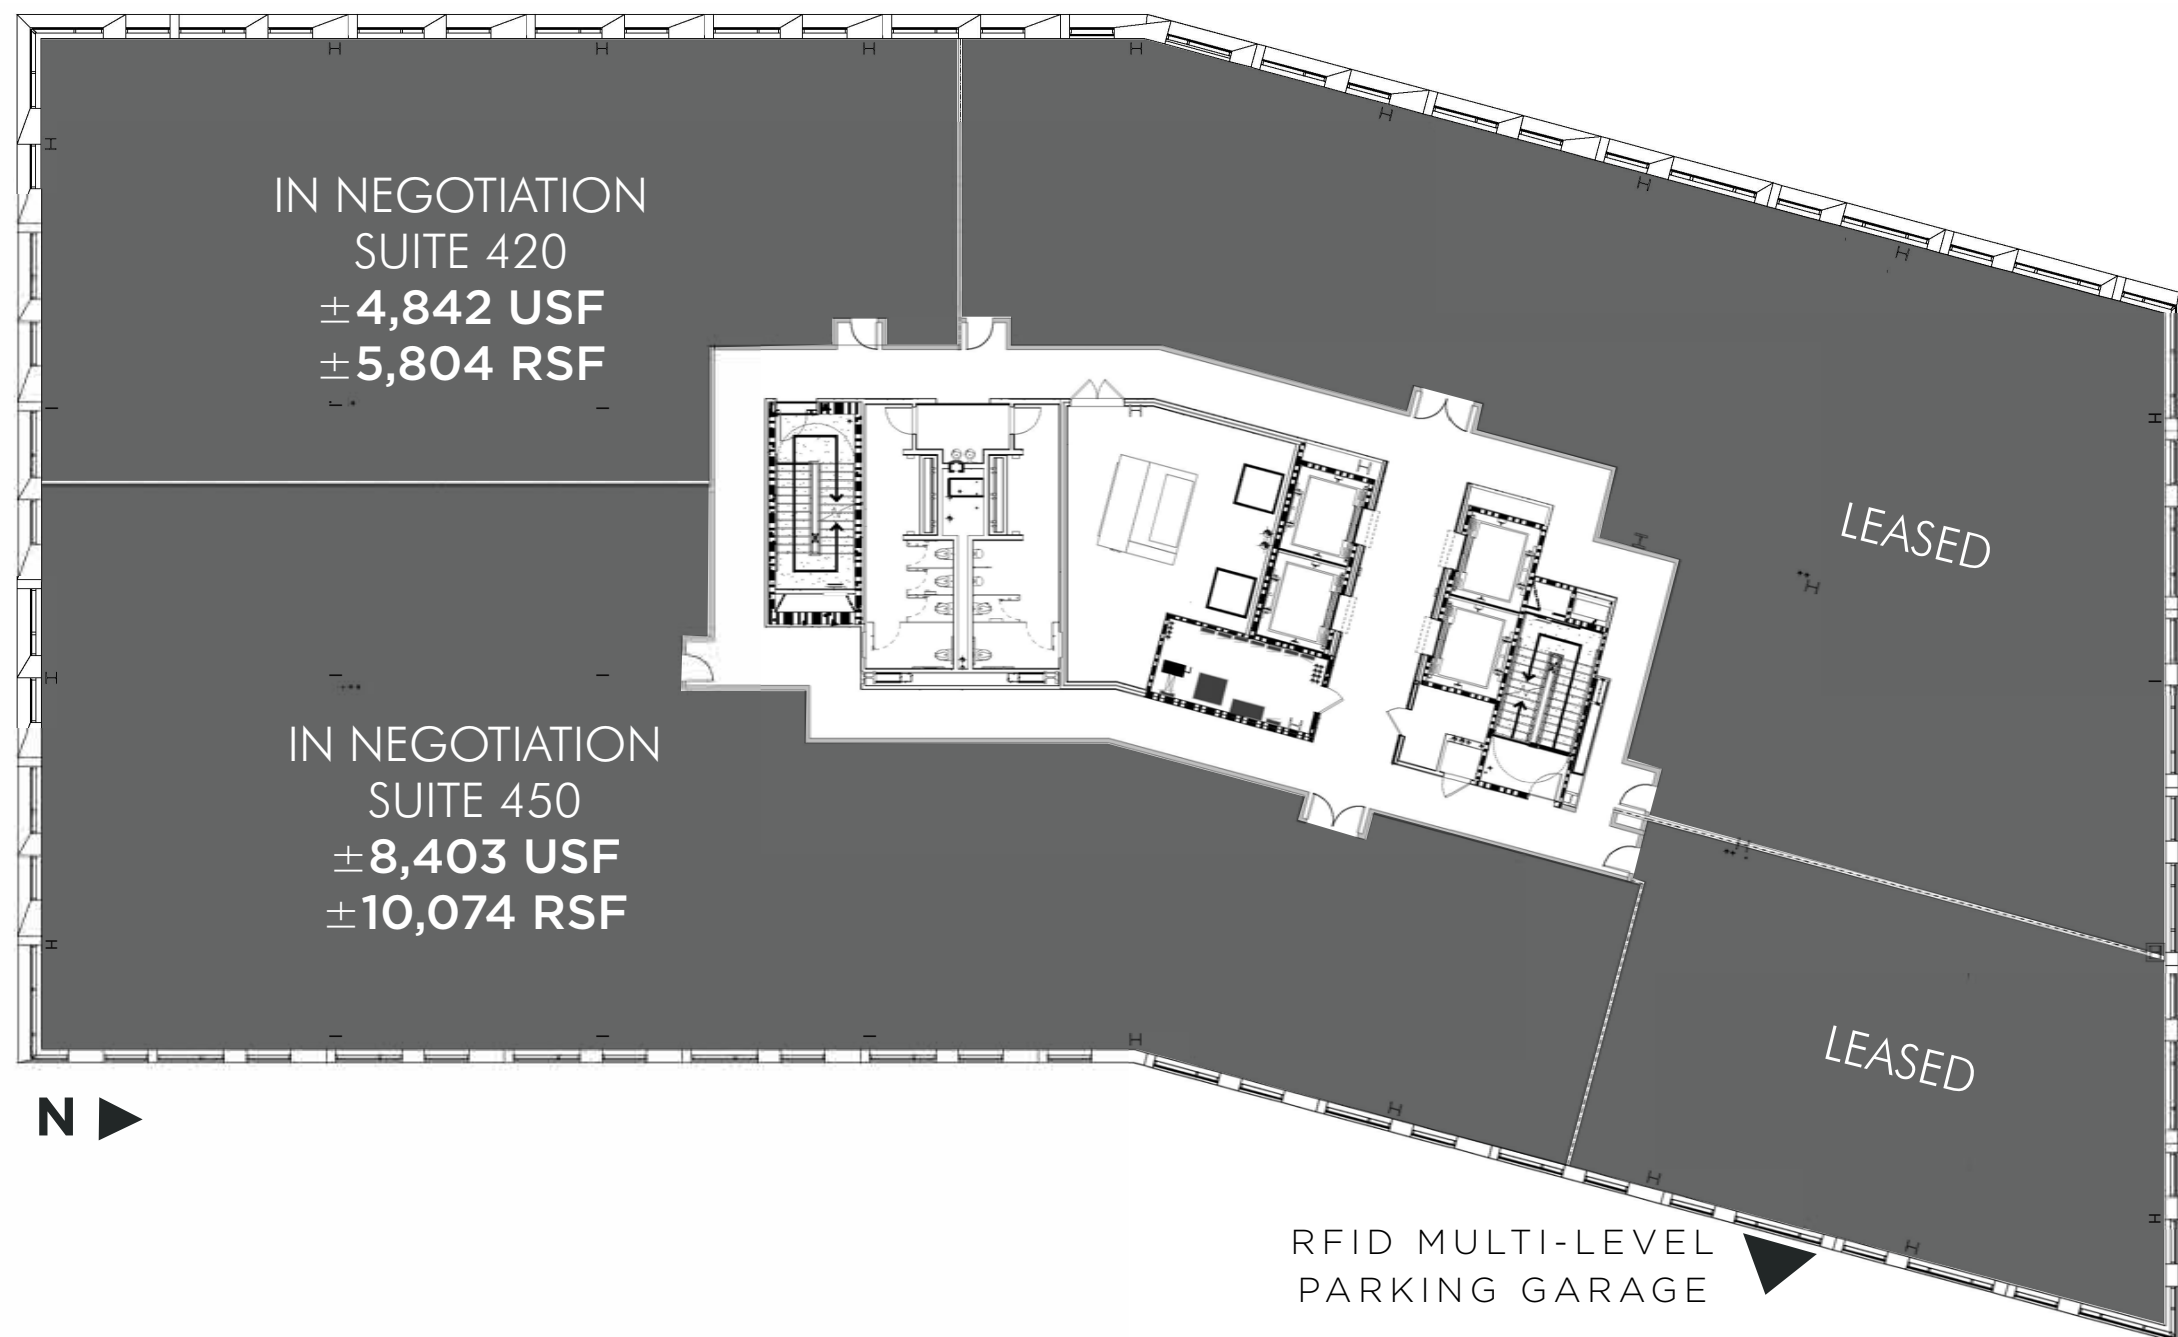 IN NEGOTIATION
SUITE 420
±4,842 USF
±5,804 RSF
LEASED
IN NEGOTIATION
SUITE 450
±8,403 USF
±10,074 RSF
LEASED
N
RFID MULTI-LEVEL
PARKING GARAGE